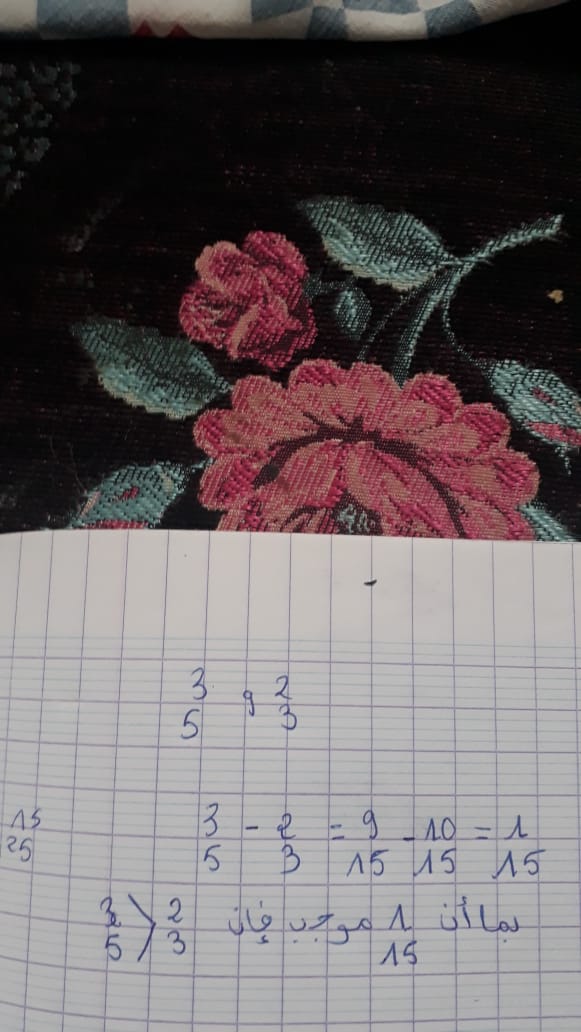 3/5 و 2/3
3/5 - 2/3 = 9/15 - 10/15 = 1/15
15
25
بما أن 1/15 موجب فإن 3/5 > 2/3